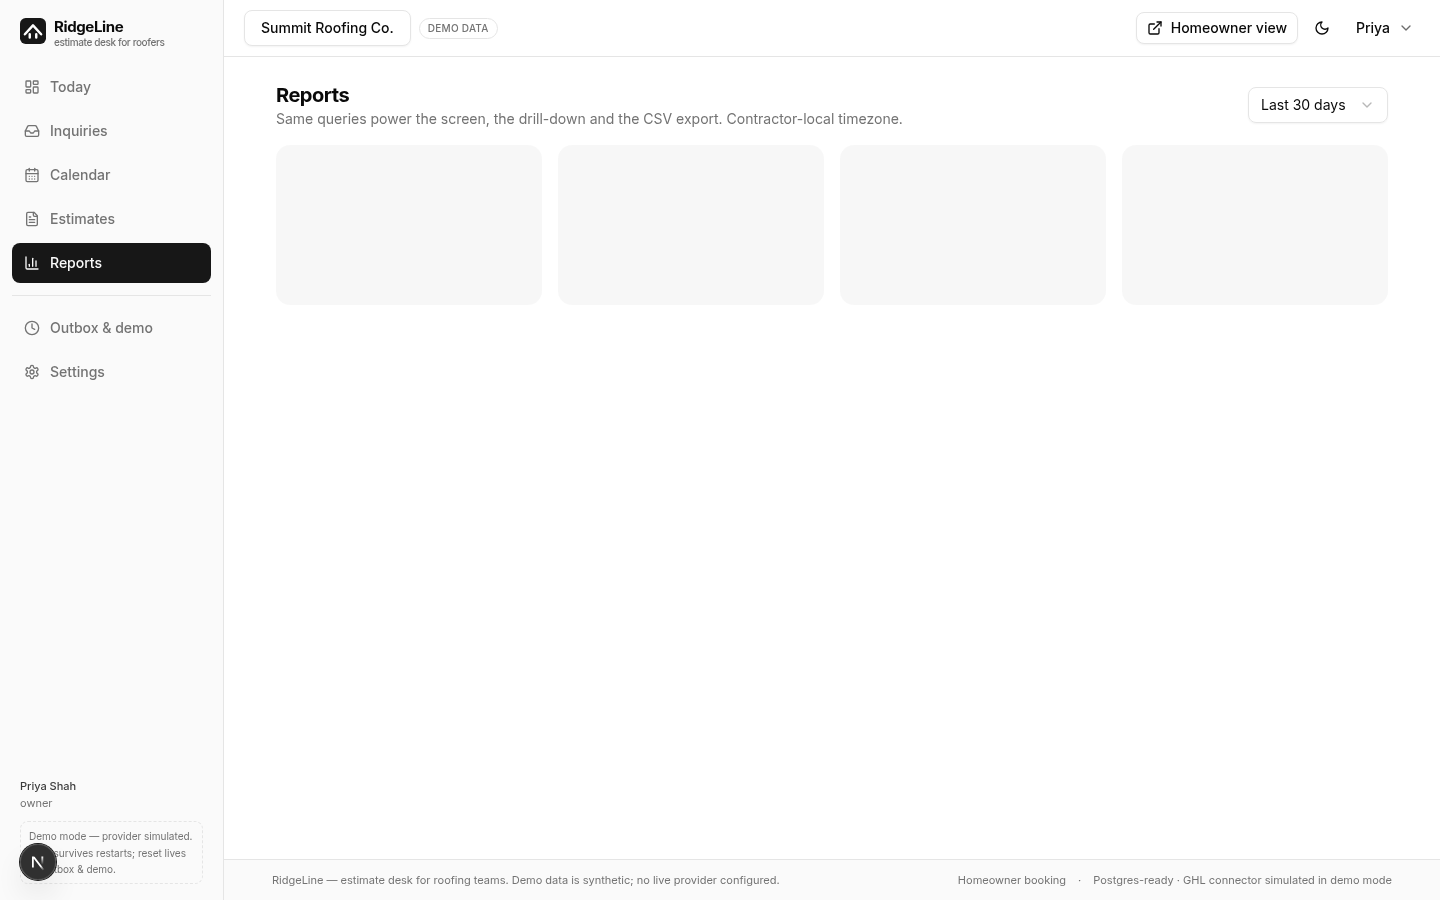 RidgeLine
estimate desk for roofers
Today
Inquiries
Calendar
Estimates
Reports
Outbox & demo
Settings
Priya Shah
owner
Demo mode — provider simulated.
survives restarts; reset lives
box & demo.
N
Summit Roofing Co.
DEMO DATA
Homeowner view
Priya
Reports
Same queries power the screen, the drill-down and the CSV export. Contractor-local timezone.
Last 30 days
RidgeLine — estimate desk for roofing teams. Demo data is synthetic; no live provider configured.
Homeowner booking · Postgres-ready · GHL connector simulated in demo mode